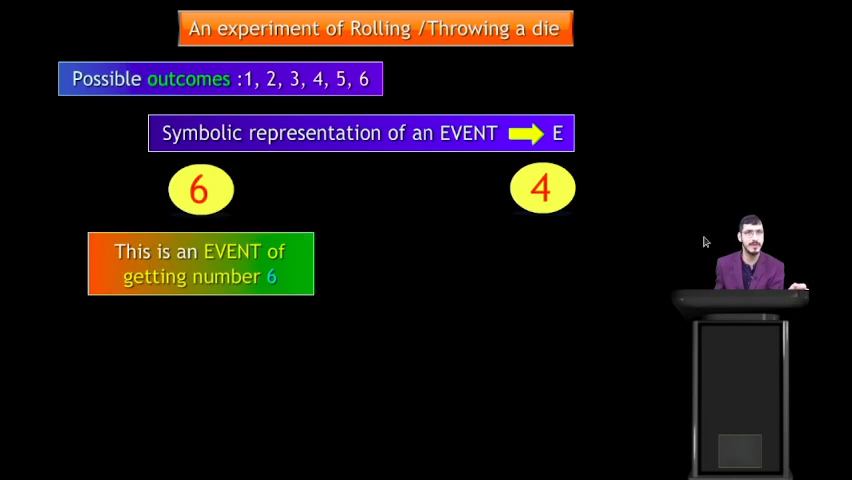 An experiment of Rolling /Throwing a die
Possible outcomes :1, 2, 3, 4, 5, 6
Symbolic representation of an EVENT E
6 4
This is an EVENT of
getting number 6